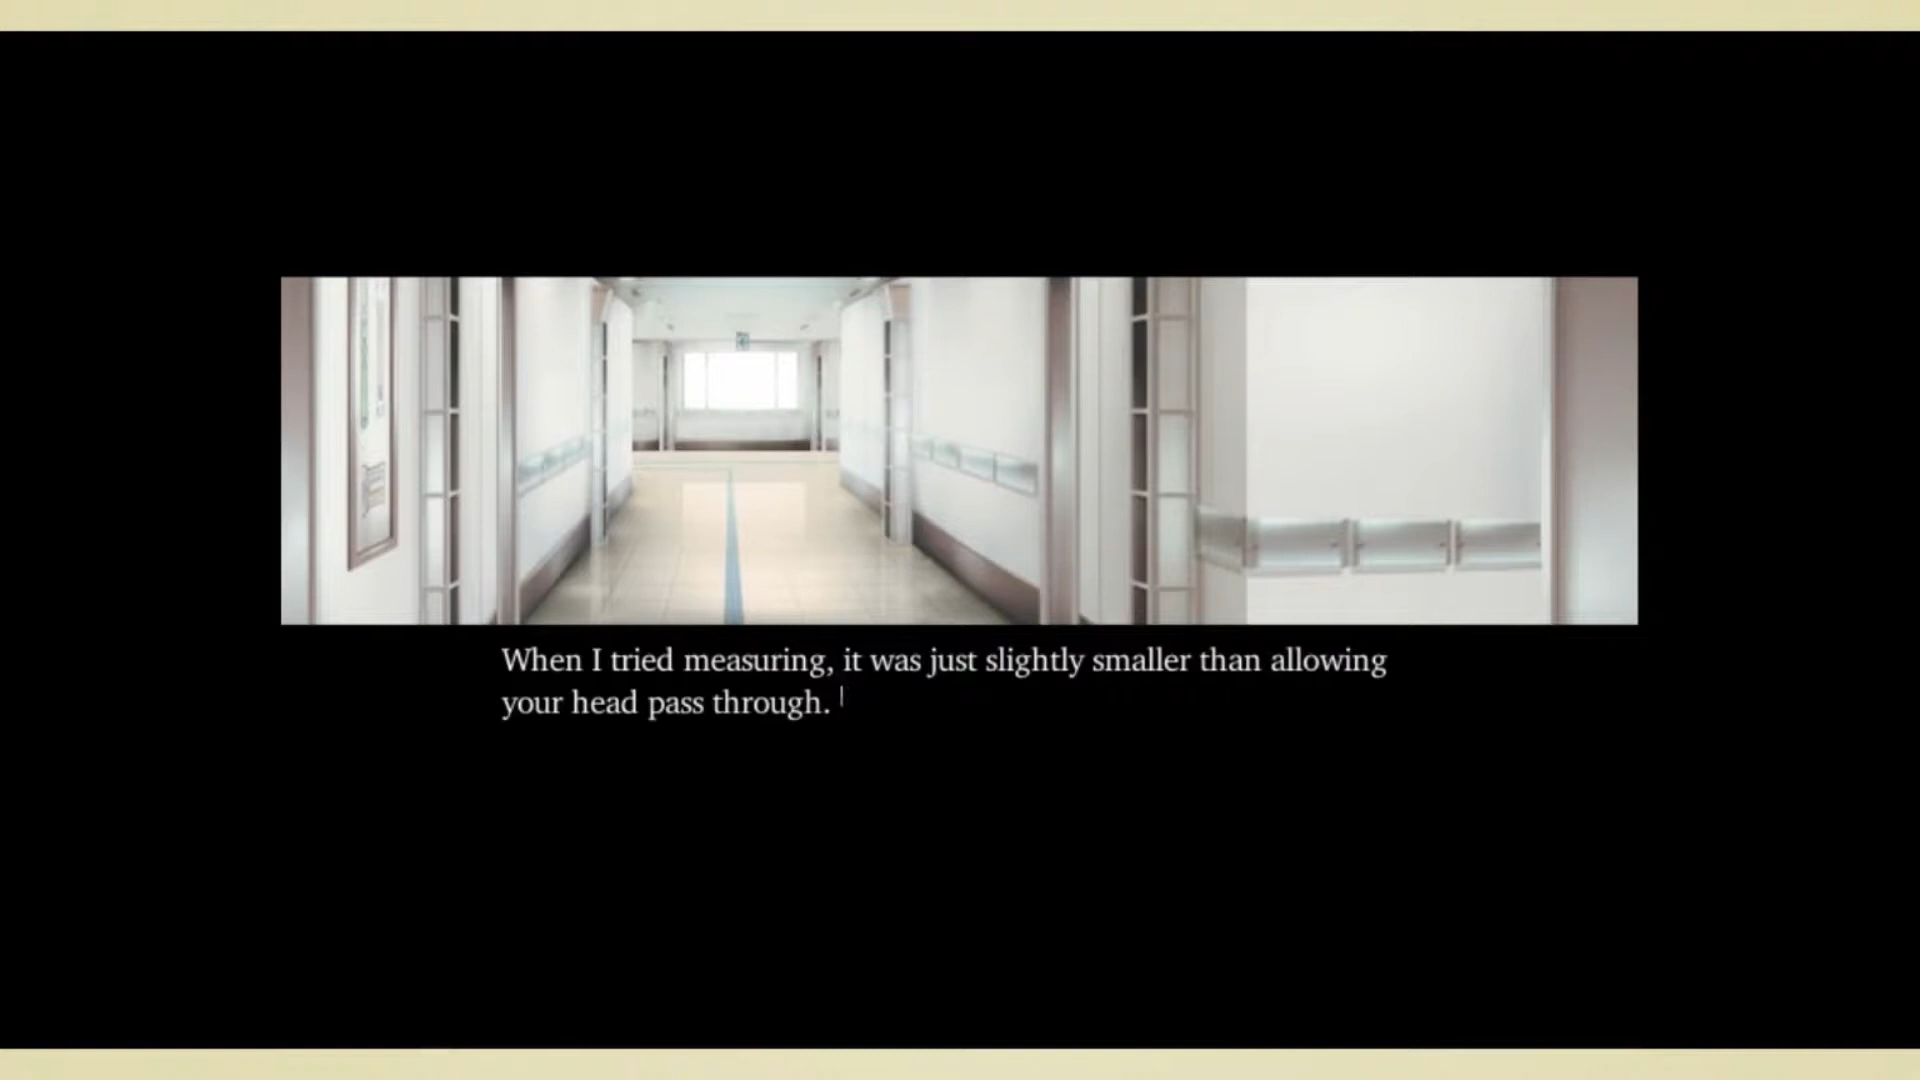 When I tried measuring, it was just slightly smaller than allowing
your head pass through.